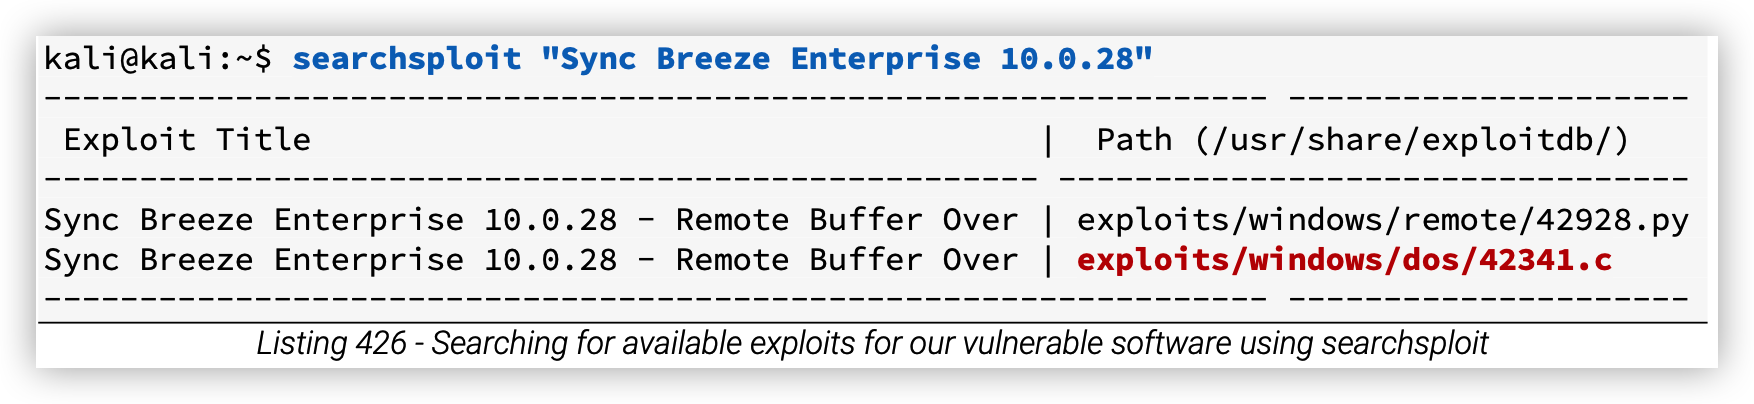 kali@kali:~$ searchsploit "Sync Breeze Enterprise 10.0.28"
---------------------------------------------------------------- ---------------------
Exploit Title | Path (/usr/share/exploitdb/)
---------------------------------------------------- ---------------------------------
Sync Breeze Enterprise 10.0.28 - Remote Buffer Over | exploits/windows/remote/42928.py
Sync Breeze Enterprise 10.0.28 - Remote Buffer Over | exploits/windows/dos/42341.c
---------------------------------------------------------------- ---------------------
Listing 426 - Searching for available exploits for our vulnerable software using searchsploit